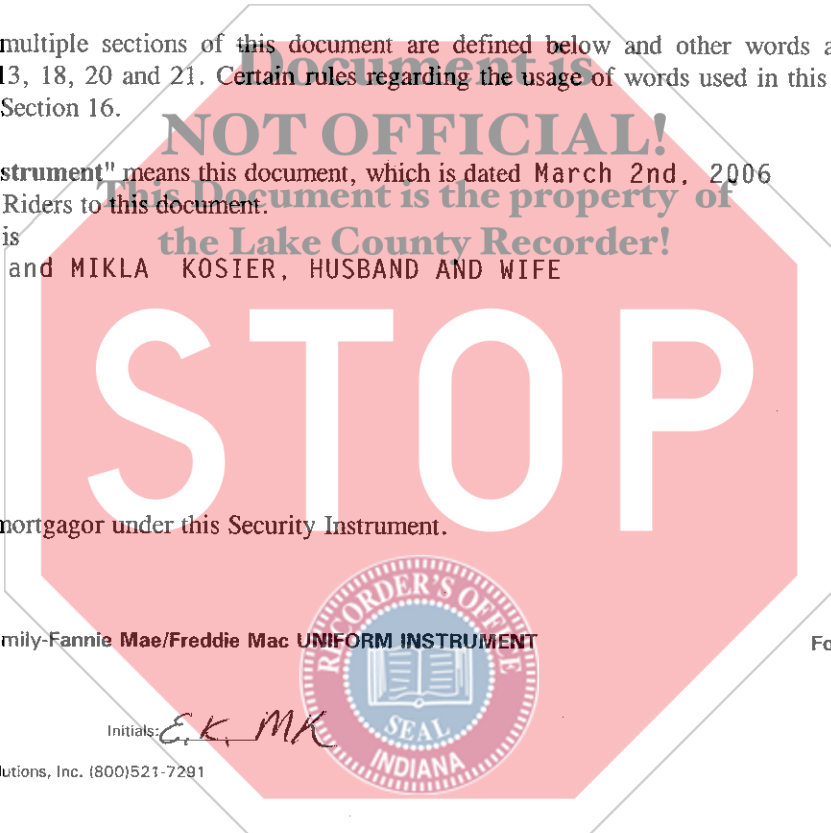 multiple sections of this document are defined below and other words a
Document is
13, 18, 20 and 21. Certain rules regarding the usage of words used in this
Section 16.
NOT OFFICIAL!
strument" means this document, which is dated March 2nd, 2006
This Document is the property of
Riders to this document.
is
the Lake County Recorder!
and MIKLA KOSIER, HUSBAND AND WIFE
STOP
mortgagor under this Security Instrument.
RECORDER'S OFFICE
mily-Fannie Mae/Freddie Mac UNIFORM INSTRUMENT
Fo
Initials: E.K. MK
SEAL
INDIANA
lutions, Inc. (800)521-7291